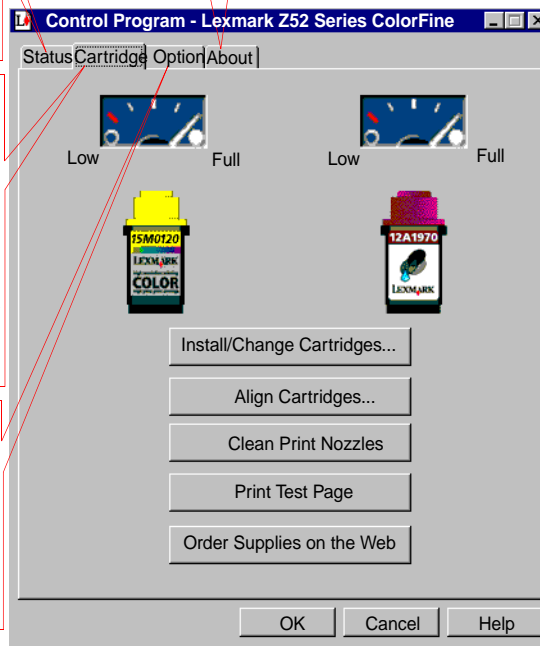 Control Program - Lexmark Z52 Series ColorFine
Status Cartridge Option About
Low Full Low Full
15M0120 12A1970
LEXMARK
COLOR LEXMARK
Install/Change Cartridges...
Align Cartridges...
Clean Print Nozzles
Print Test Page
Order Supplies on the Web
OK Cancel Help